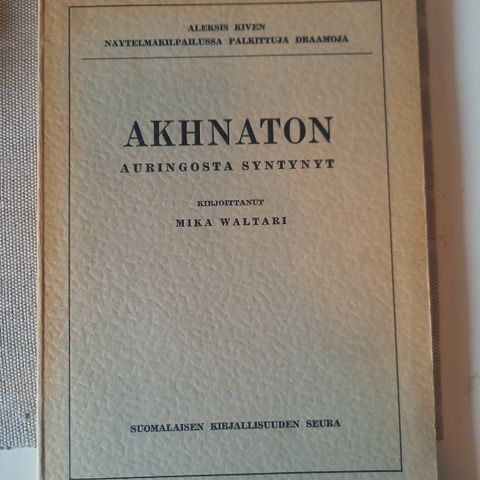 ALEKSIS KIVEN
NÄYTELMÄKILPAILUSSA PALKITTUJA DRAAMOJA
AKHNATON
AURINGOSTA SYNTYNYT
KIRJOITTANUT
MIKA WALTARI
SUOMALAISEN KIRJALLISUUDEN SEURA